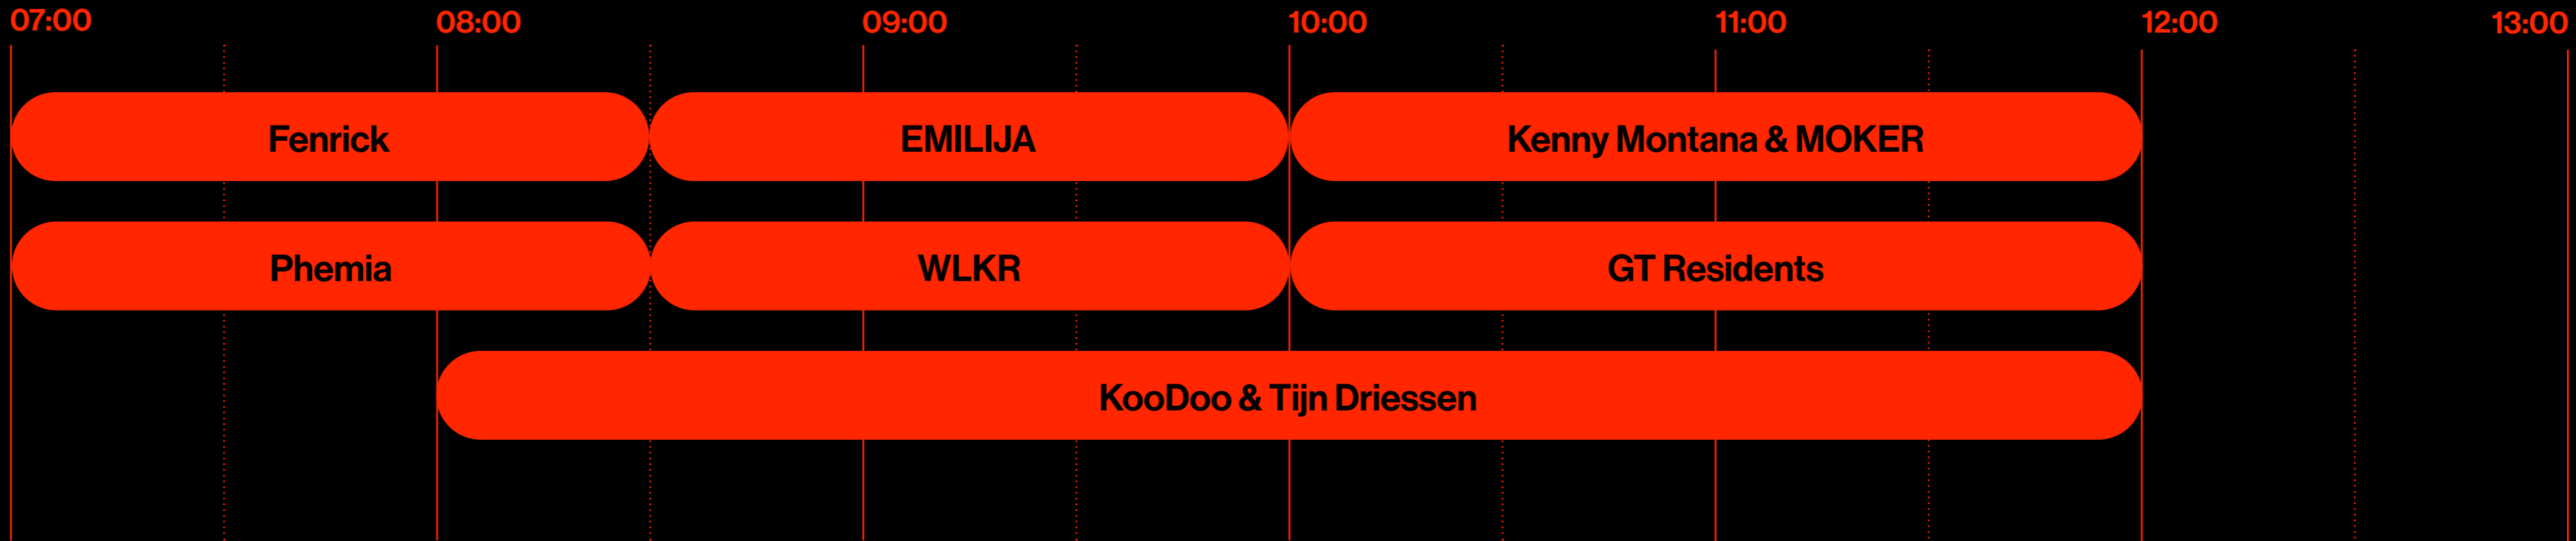 07:00 08:00 09:00 10:00 11:00 12:00 13:00
Fenrick EMILIJA Kenny Montana & MOKER
Phemia WLKR GT Residents
KooDoo & Tijn Driessen